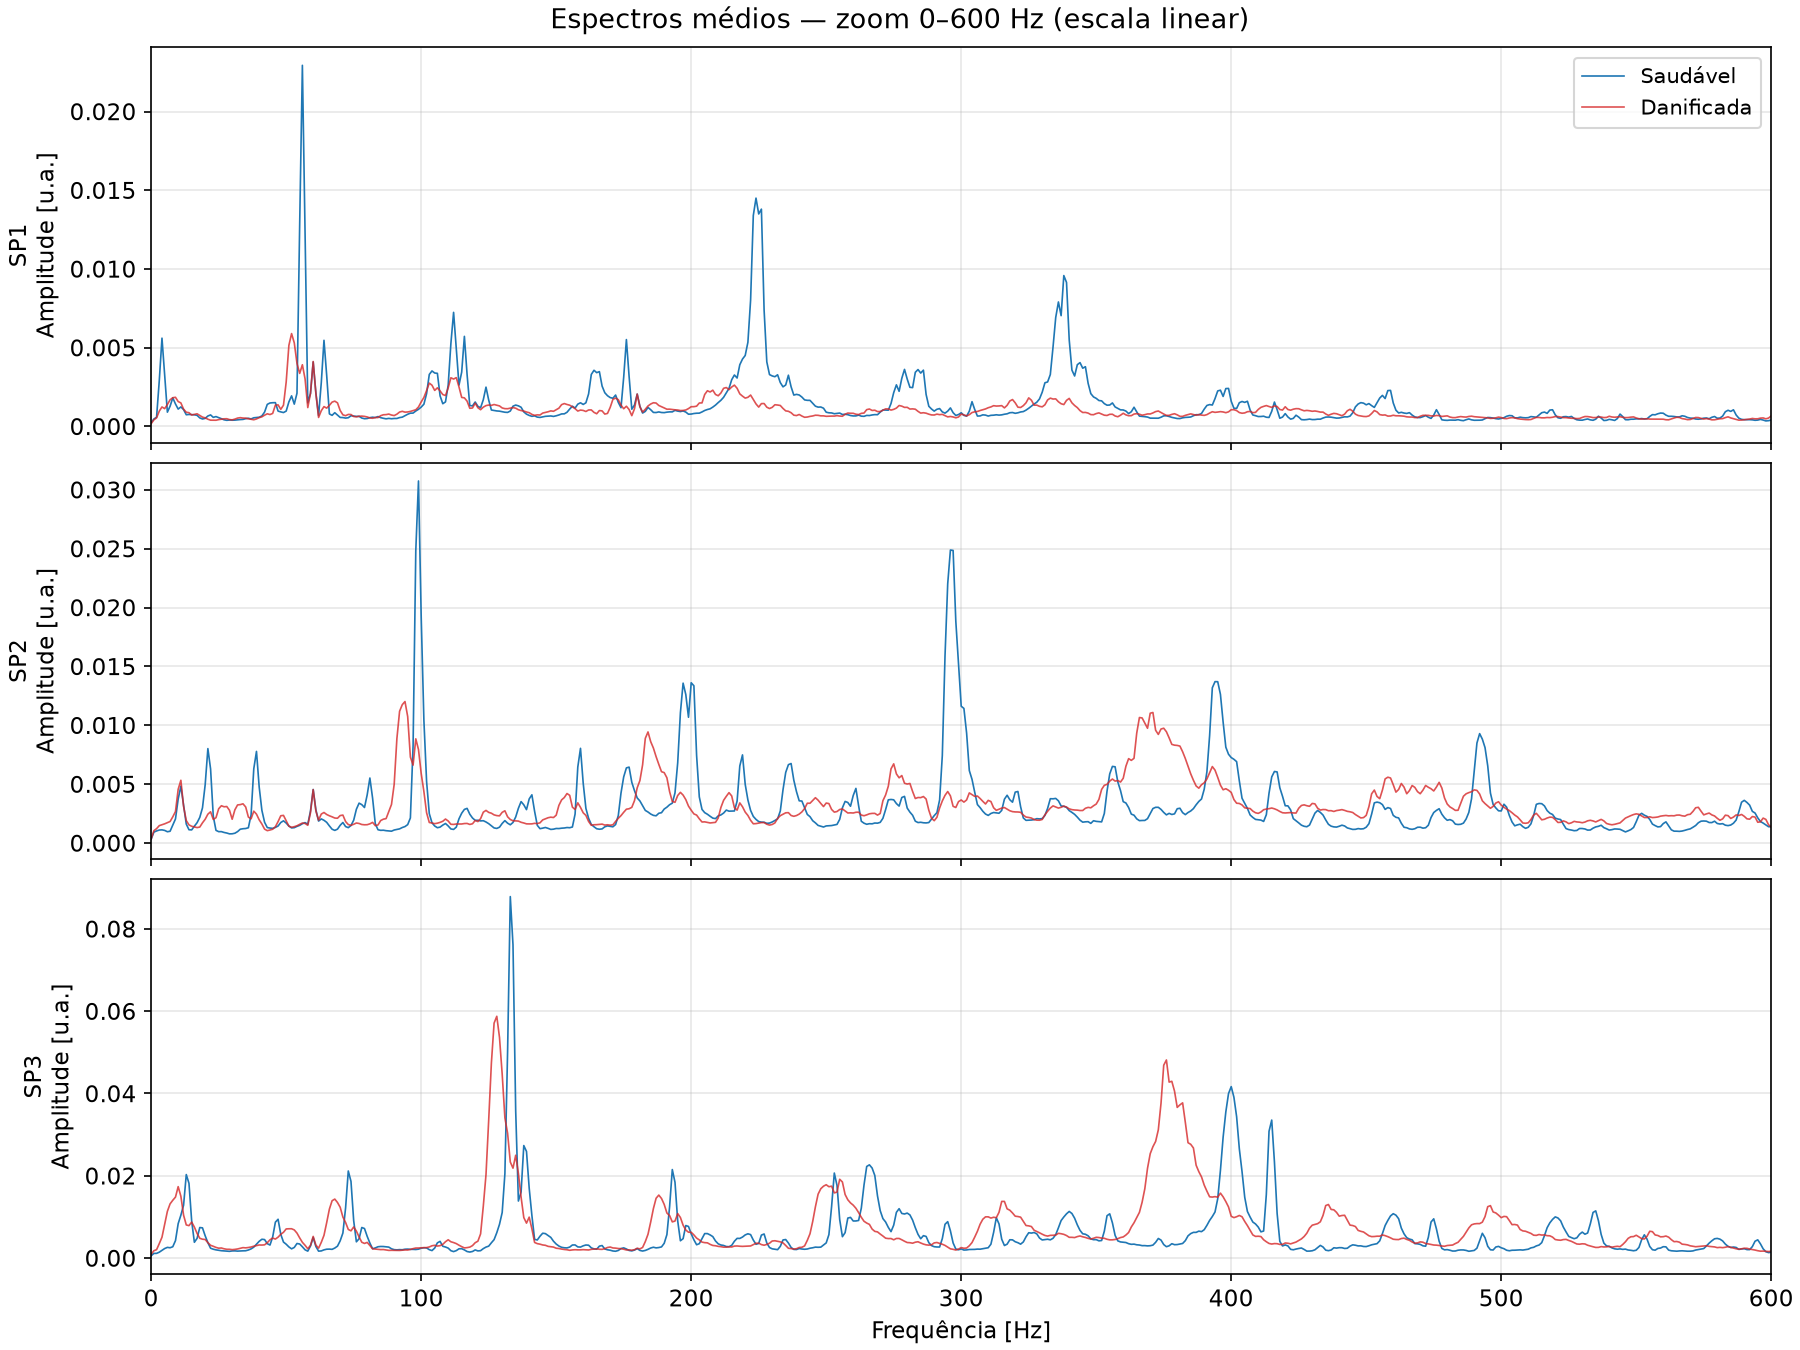 Espectros médios — zoom 0–600 Hz (escala linear)
Saudável
Danificada
SP1
Amplitude [u.a.]
0.020
0.015
0.010
0.005
0.000
SP2
Amplitude [u.a.]
0.030
0.025
0.020
0.015
0.010
0.005
0.000
SP3
Amplitude [u.a.]
0.08
0.06
0.04
0.02
0.00
0 100 200 300 400 500 600
Frequência [Hz]